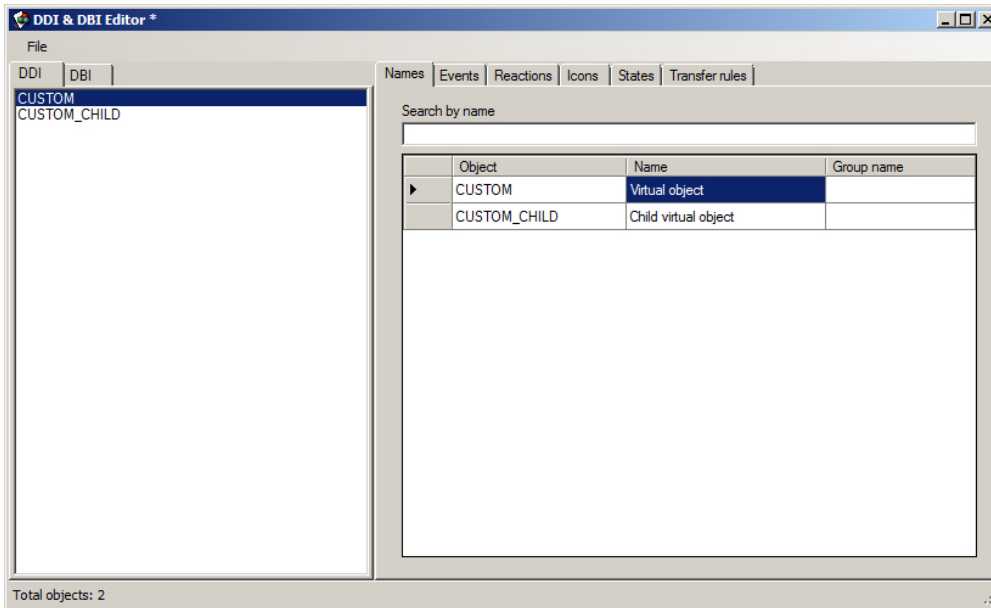 DDI & DBI Editor *
File
DDI DBI
CUSTOM
CUSTOM_CHILD
Names Events Reactions Icons States Transfer rules
Search by name
Object Name Group name
CUSTOM Virtual object
CUSTOM_CHILD Child virtual object
Total objects: 2